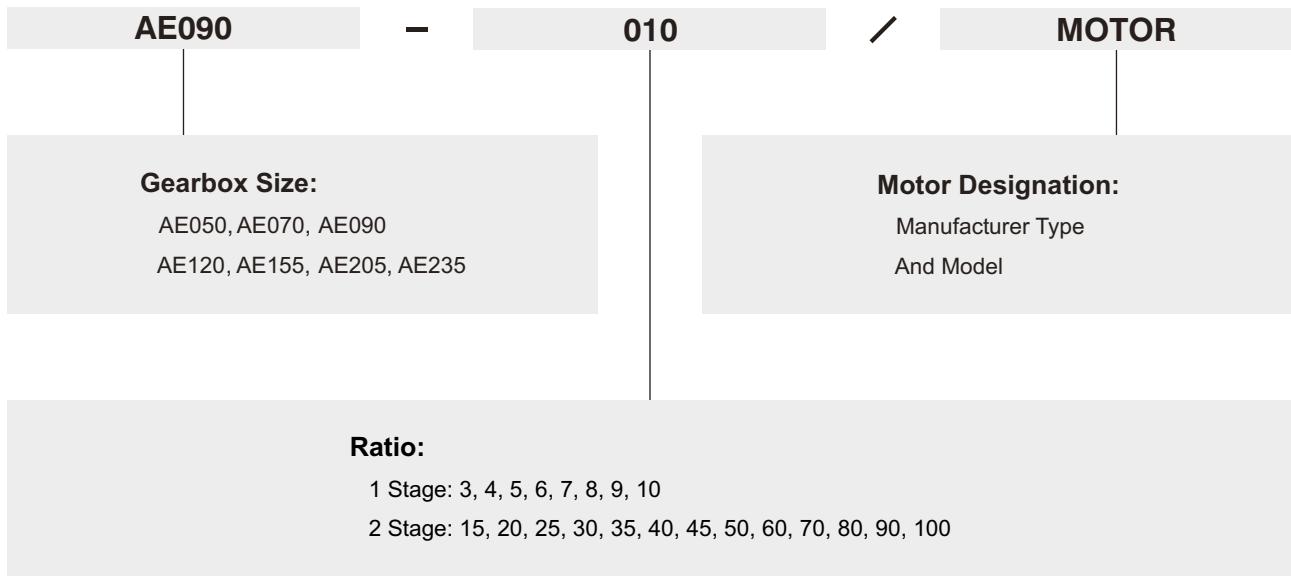 AE090 – 010 / MOTOR
Gearbox Size:
AE050, AE070, AE090
AE120, AE155, AE205, AE235
Motor Designation:
Manufacturer Type
And Model
Ratio:
1 Stage: 3, 4, 5, 6, 7, 8, 9, 10
2 Stage: 15, 20, 25, 30, 35, 40, 45, 50, 60, 70, 80, 90, 100